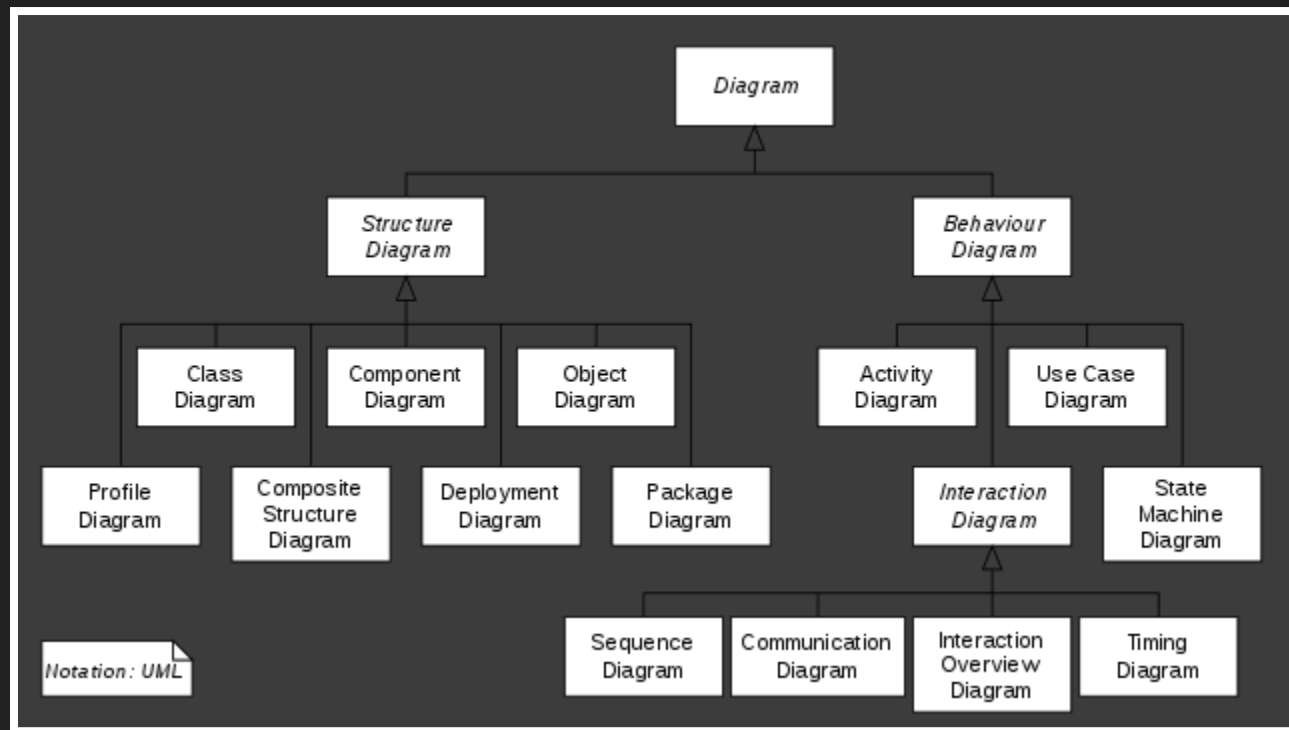 Diagram
Structure
Diagram
Behaviour
Diagram
Class
Diagram
Component
Diagram
Object
Diagram
Activity
Diagram
Use Case
Diagram
Profile
Diagram
Composite
Structure
Diagram
Deployment
Diagram
Package
Diagram
Interaction
Diagram
State
Machine
Diagram
Sequence
Diagram
Communication
Diagram
Interaction
Overview
Diagram
Timing
Diagram
Notation: UML